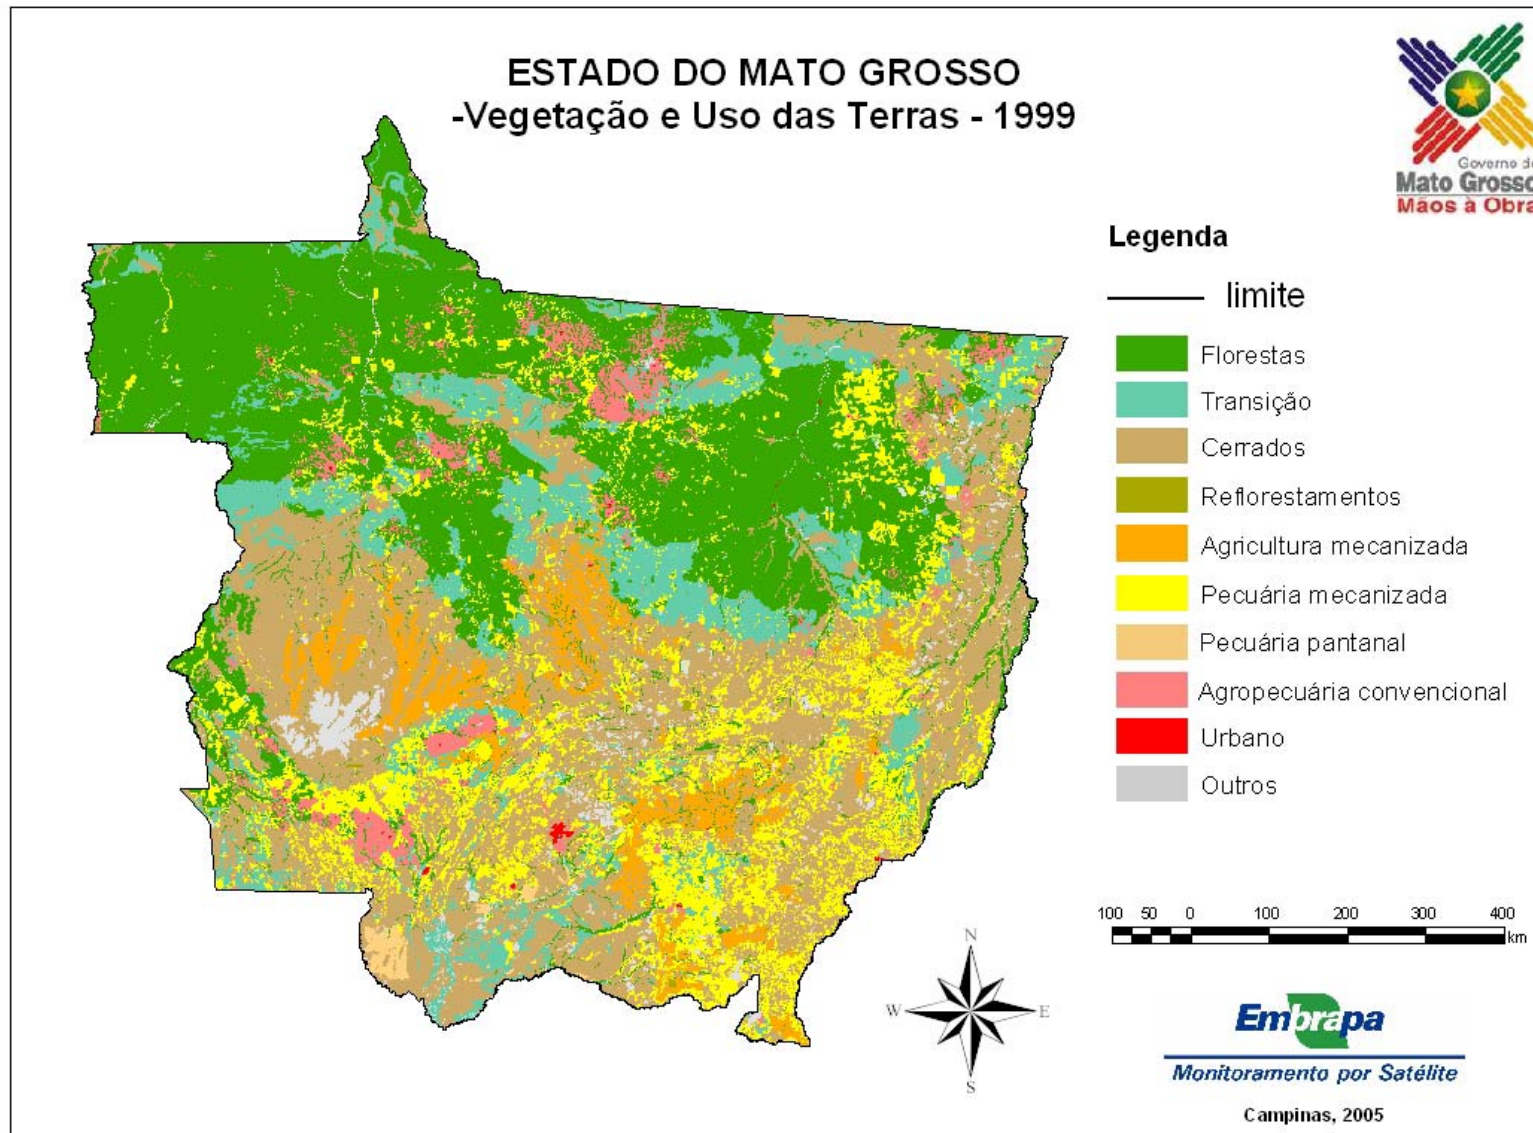 ESTADO DO MATO GROSSO
-Vegetação e Uso das Terras - 1999
Governo de
Mato Grosso
Mãos à Obra
Legenda
limite
Florestas
Transição
Cerrados
Reflorestamentos
Agricultura mecanizada
Pecuária mecanizada
Pecuária pantanal
Agropecuária convencional
Urbano
Outros
100 50 0 100 200 300 400
km
N
W E
S
Embrapa
Monitoramento por Satélite
Campinas, 2005